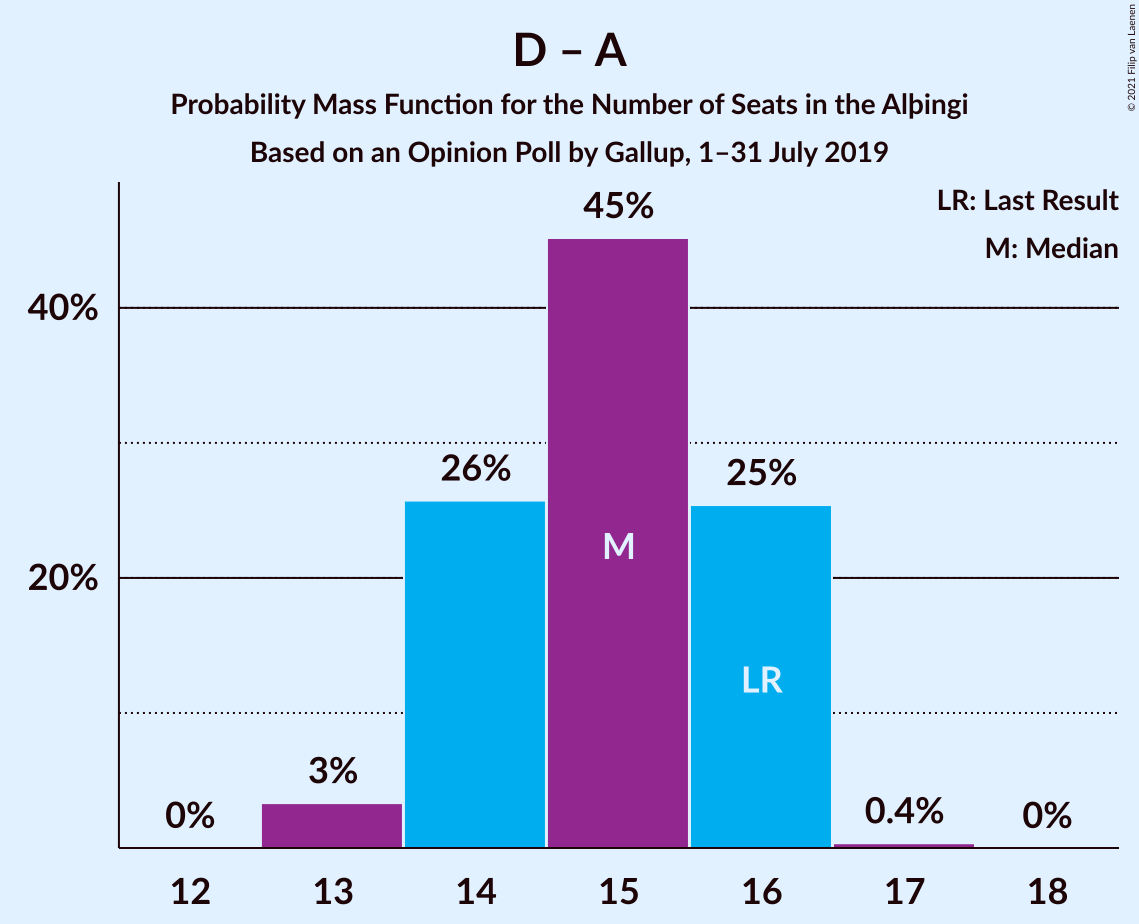 D – A
Probability Mass Function for the Number of Seats in the Alþingi
Based on an Opinion Poll by Gallup, 1–31 July 2019
© 2021 Filip van Laenen
LR: Last Result
M: Median
40%
20%
0%
3%
26%
45%
25%
0.4%
0%
M
LR
12 13 14 15 16 17 18